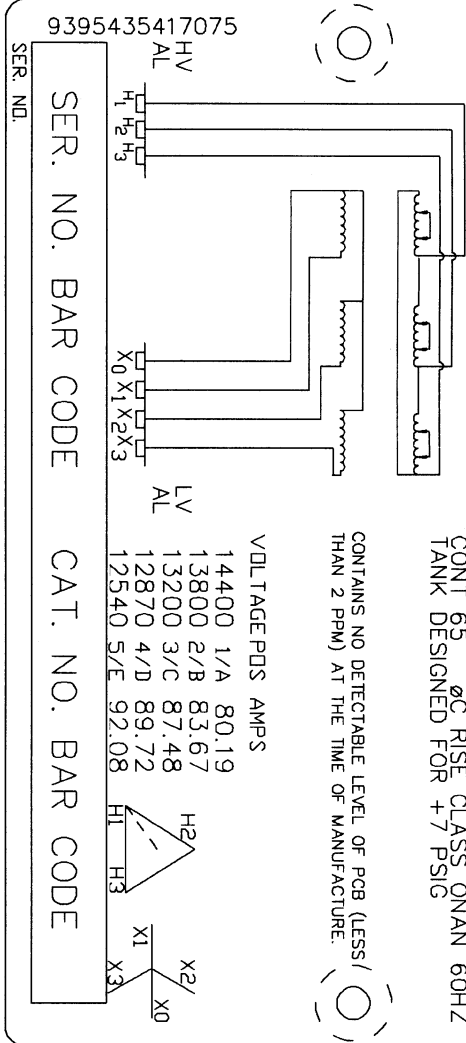 CONT 65 øC RISE CLASS ONAN 60HZ
TANK DESIGNED FOR +7 PSIG
CONTAINS NO DETECTABLE LEVEL OF PCB (LESS
THAN 2 PPM) AT THE TIME OF MANUFACTURE.
VOLTAGE POS AMPS
14400 1/A 80.19
13800 2/B 83.67
13200 3/C 87.48
12870 4/D 89.72
12540 5/E 92.08
HV
AL
H1 H2 H3
X0 X1 X2 X3
LV
AL
H2
H1 H3
X2
X1 X0
X3
SER. NO. BAR CODE CAT. NO. BAR CODE
SER. NO.
9395435417075